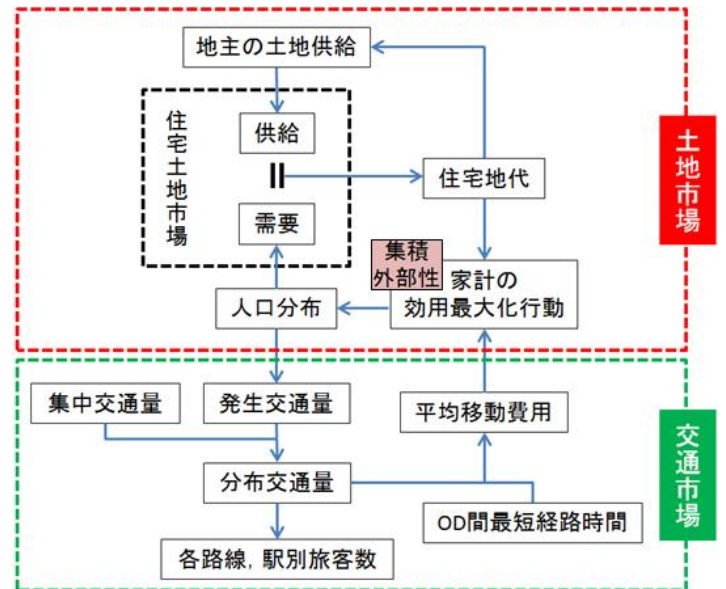 地主の土地供給
住宅土地市場
供給
=
需要
住宅地代
土地市場
集積
外部性
家計の
効用最大化行動
人口分布
集中交通量
発生交通量
平均移動費用
交通市場
分布交通量
OD間最短経路時間
各路線，駅別旅客数